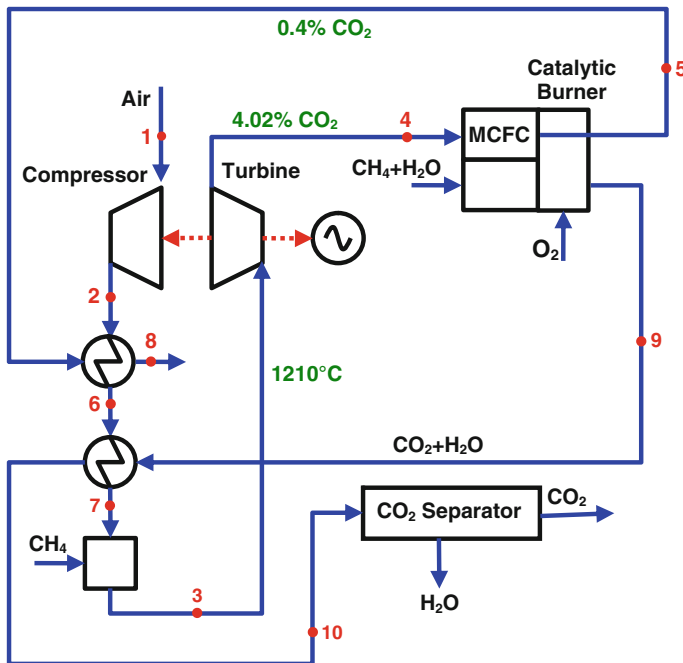 0.4% CO₂
5
Catalytic
Burner
Air
1
4.02% CO₂
4
MCFC
Compressor
Turbine
CH₄+H₂O
O₂
2
8
9
1210°C
6
CO₂+H₂O
7
CO₂ Separator
CO₂
CH₄
3
H₂O
10